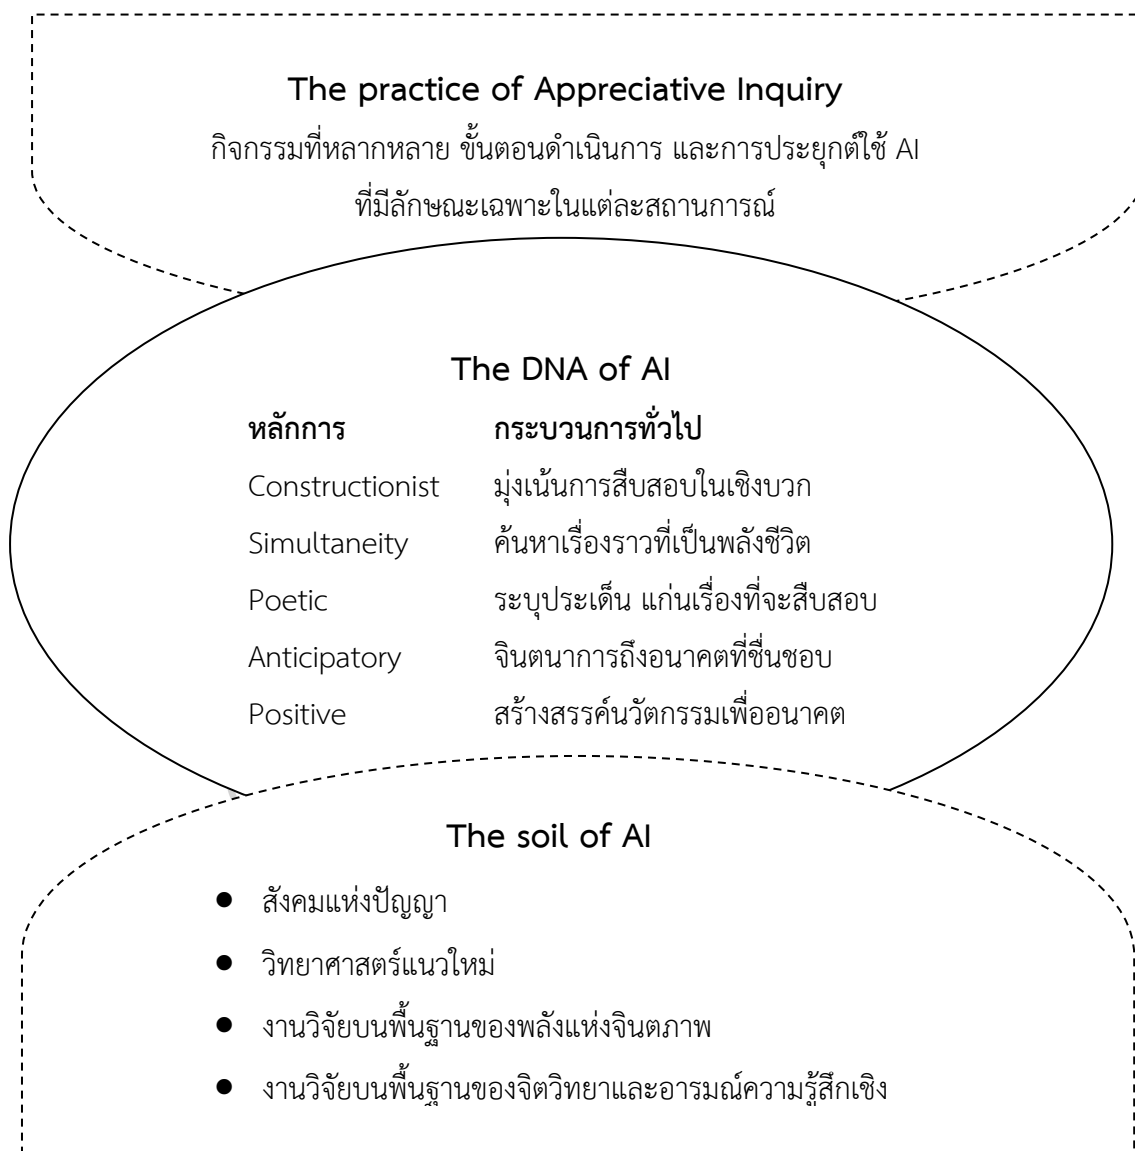 The practice of Appreciative Inquiry
กิจกรรมที่หลากหลาย ขั้นตอนดำเนินการ และการประยุกต์ใช้ AI
ที่มีลักษณะเฉพาะในแต่ละสถานการณ์
The DNA of AI
หลักการ กระบวนการทั่วไป
Constructionist มุ่งเน้นการสืบสอบในเชิงบวก
Simultaneity ค้นหาเรื่องราวที่เป็นพลังชีวิต
Poetic ระบุประเด็น แก่นเรื่องที่จะสืบสอบ
Anticipatory จินตนาการถึงอนาคตที่ชื่นชอบ
Positive สร้างสรรค์นวัตกรรมเพื่ออนาคต
The soil of AI
● สังคมแห่งปัญญา
● วิทยาศาสตร์แนวใหม่
● งานวิจัยบนพื้นฐานของพลังแห่งจินตภาพ
● งานวิจัยบนพื้นฐานของจิตวิทยาและอารมณ์ความรู้สึกเชิง